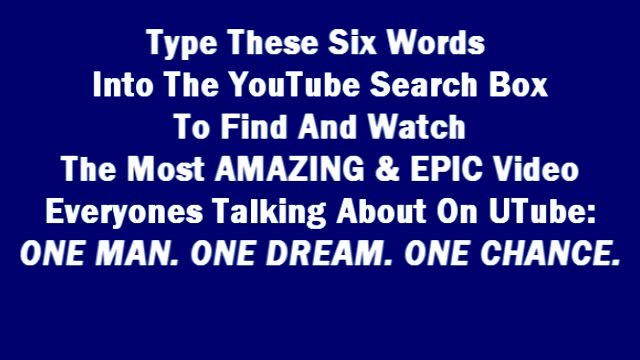 Type These Six Words
Into The YouTube Search Box
To Find And Watch
The Most AMAZING & EPIC Video
Everyones Talking About On UTube:
ONE MAN. ONE DREAM. ONE CHANCE.